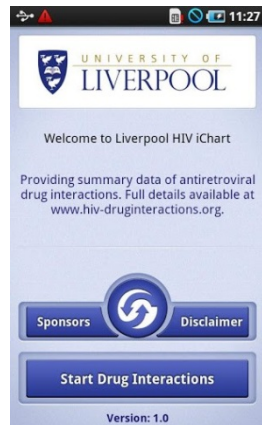 11:27
UNIVERSITY OF
LIVERPOOL
Welcome to Liverpool HIV iChart
Providing summary data of antiretroviral
drug interactions. Full details available at
www.hiv-druginteractions.org.
Sponsors
Disclaimer
Start Drug Interactions
Version: 1.0